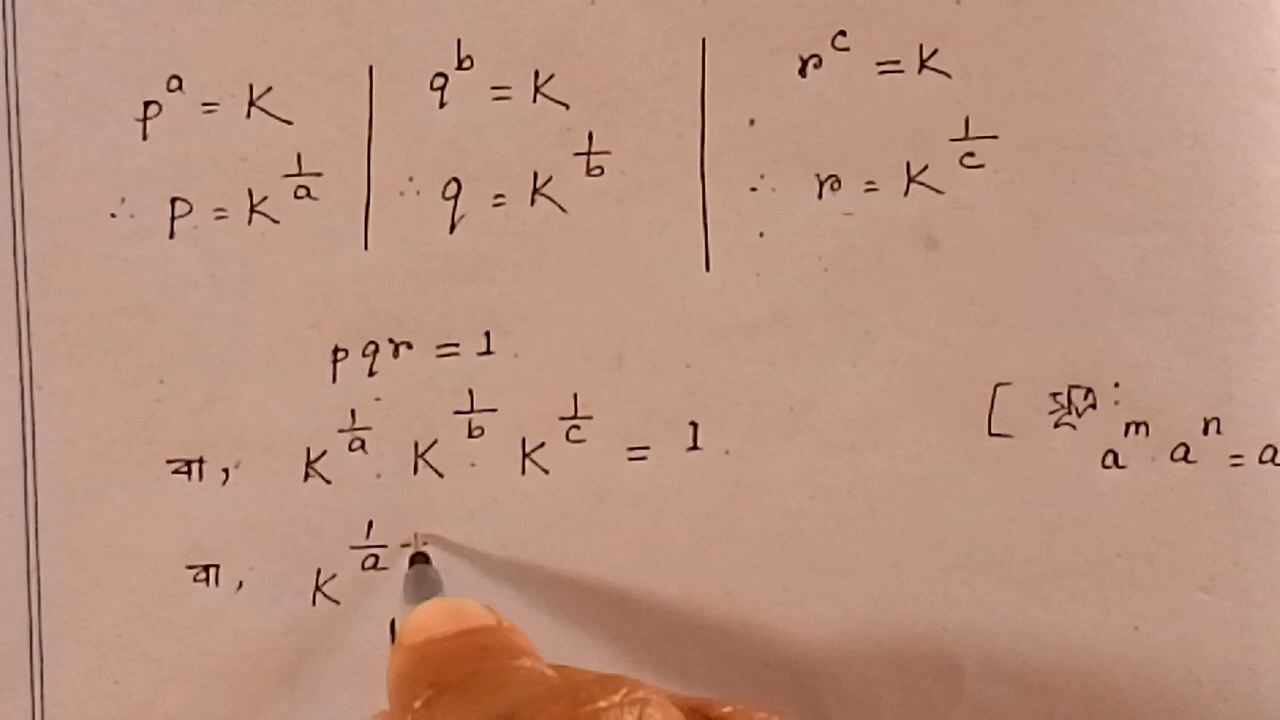 p^a = K
∴ p = K^(1/a)
q^b = K
∴ q = K^(1/b)
r^c = K
∴ r = K^(1/c)
pqr = 1
বা, K^(1/a) . K^(1/b) . K^(1/c) = 1
[ সূত্র: a^m . a^n = a
বা, K^(1/a +